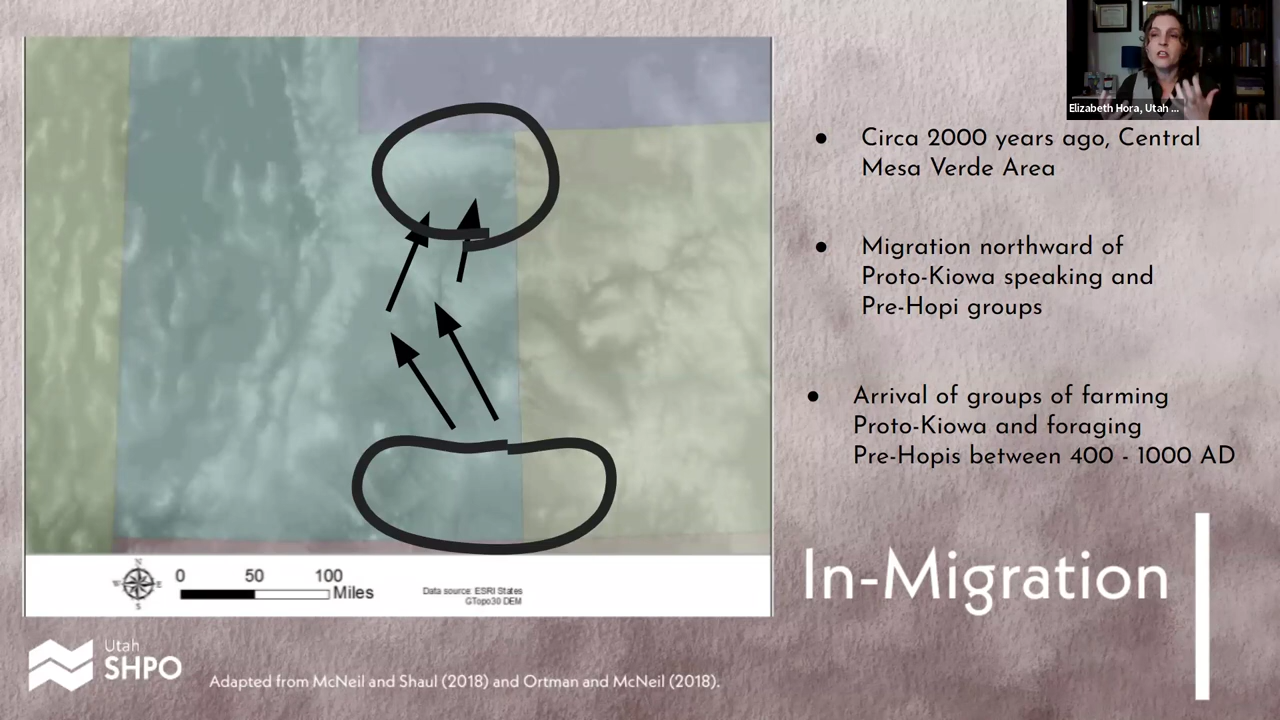 Elizabeth Hora, Utah ...
● Circa 2000 years ago, Central
Mesa Verde Area
● Migration northward of
Proto-Kiowa speaking and
Pre-Hopi groups
● Arrival of groups of farming
Proto-Kiowa and foraging
Pre-Hopis between 400 - 1000 AD
In-Migration
N
W E
S
0 50 100
Miles
Data source: ESRI States
GTopo30 DEM
Utah
SHPO
Adapted from McNeil and Shaul (2018) and Ortman and McNeil (2018).